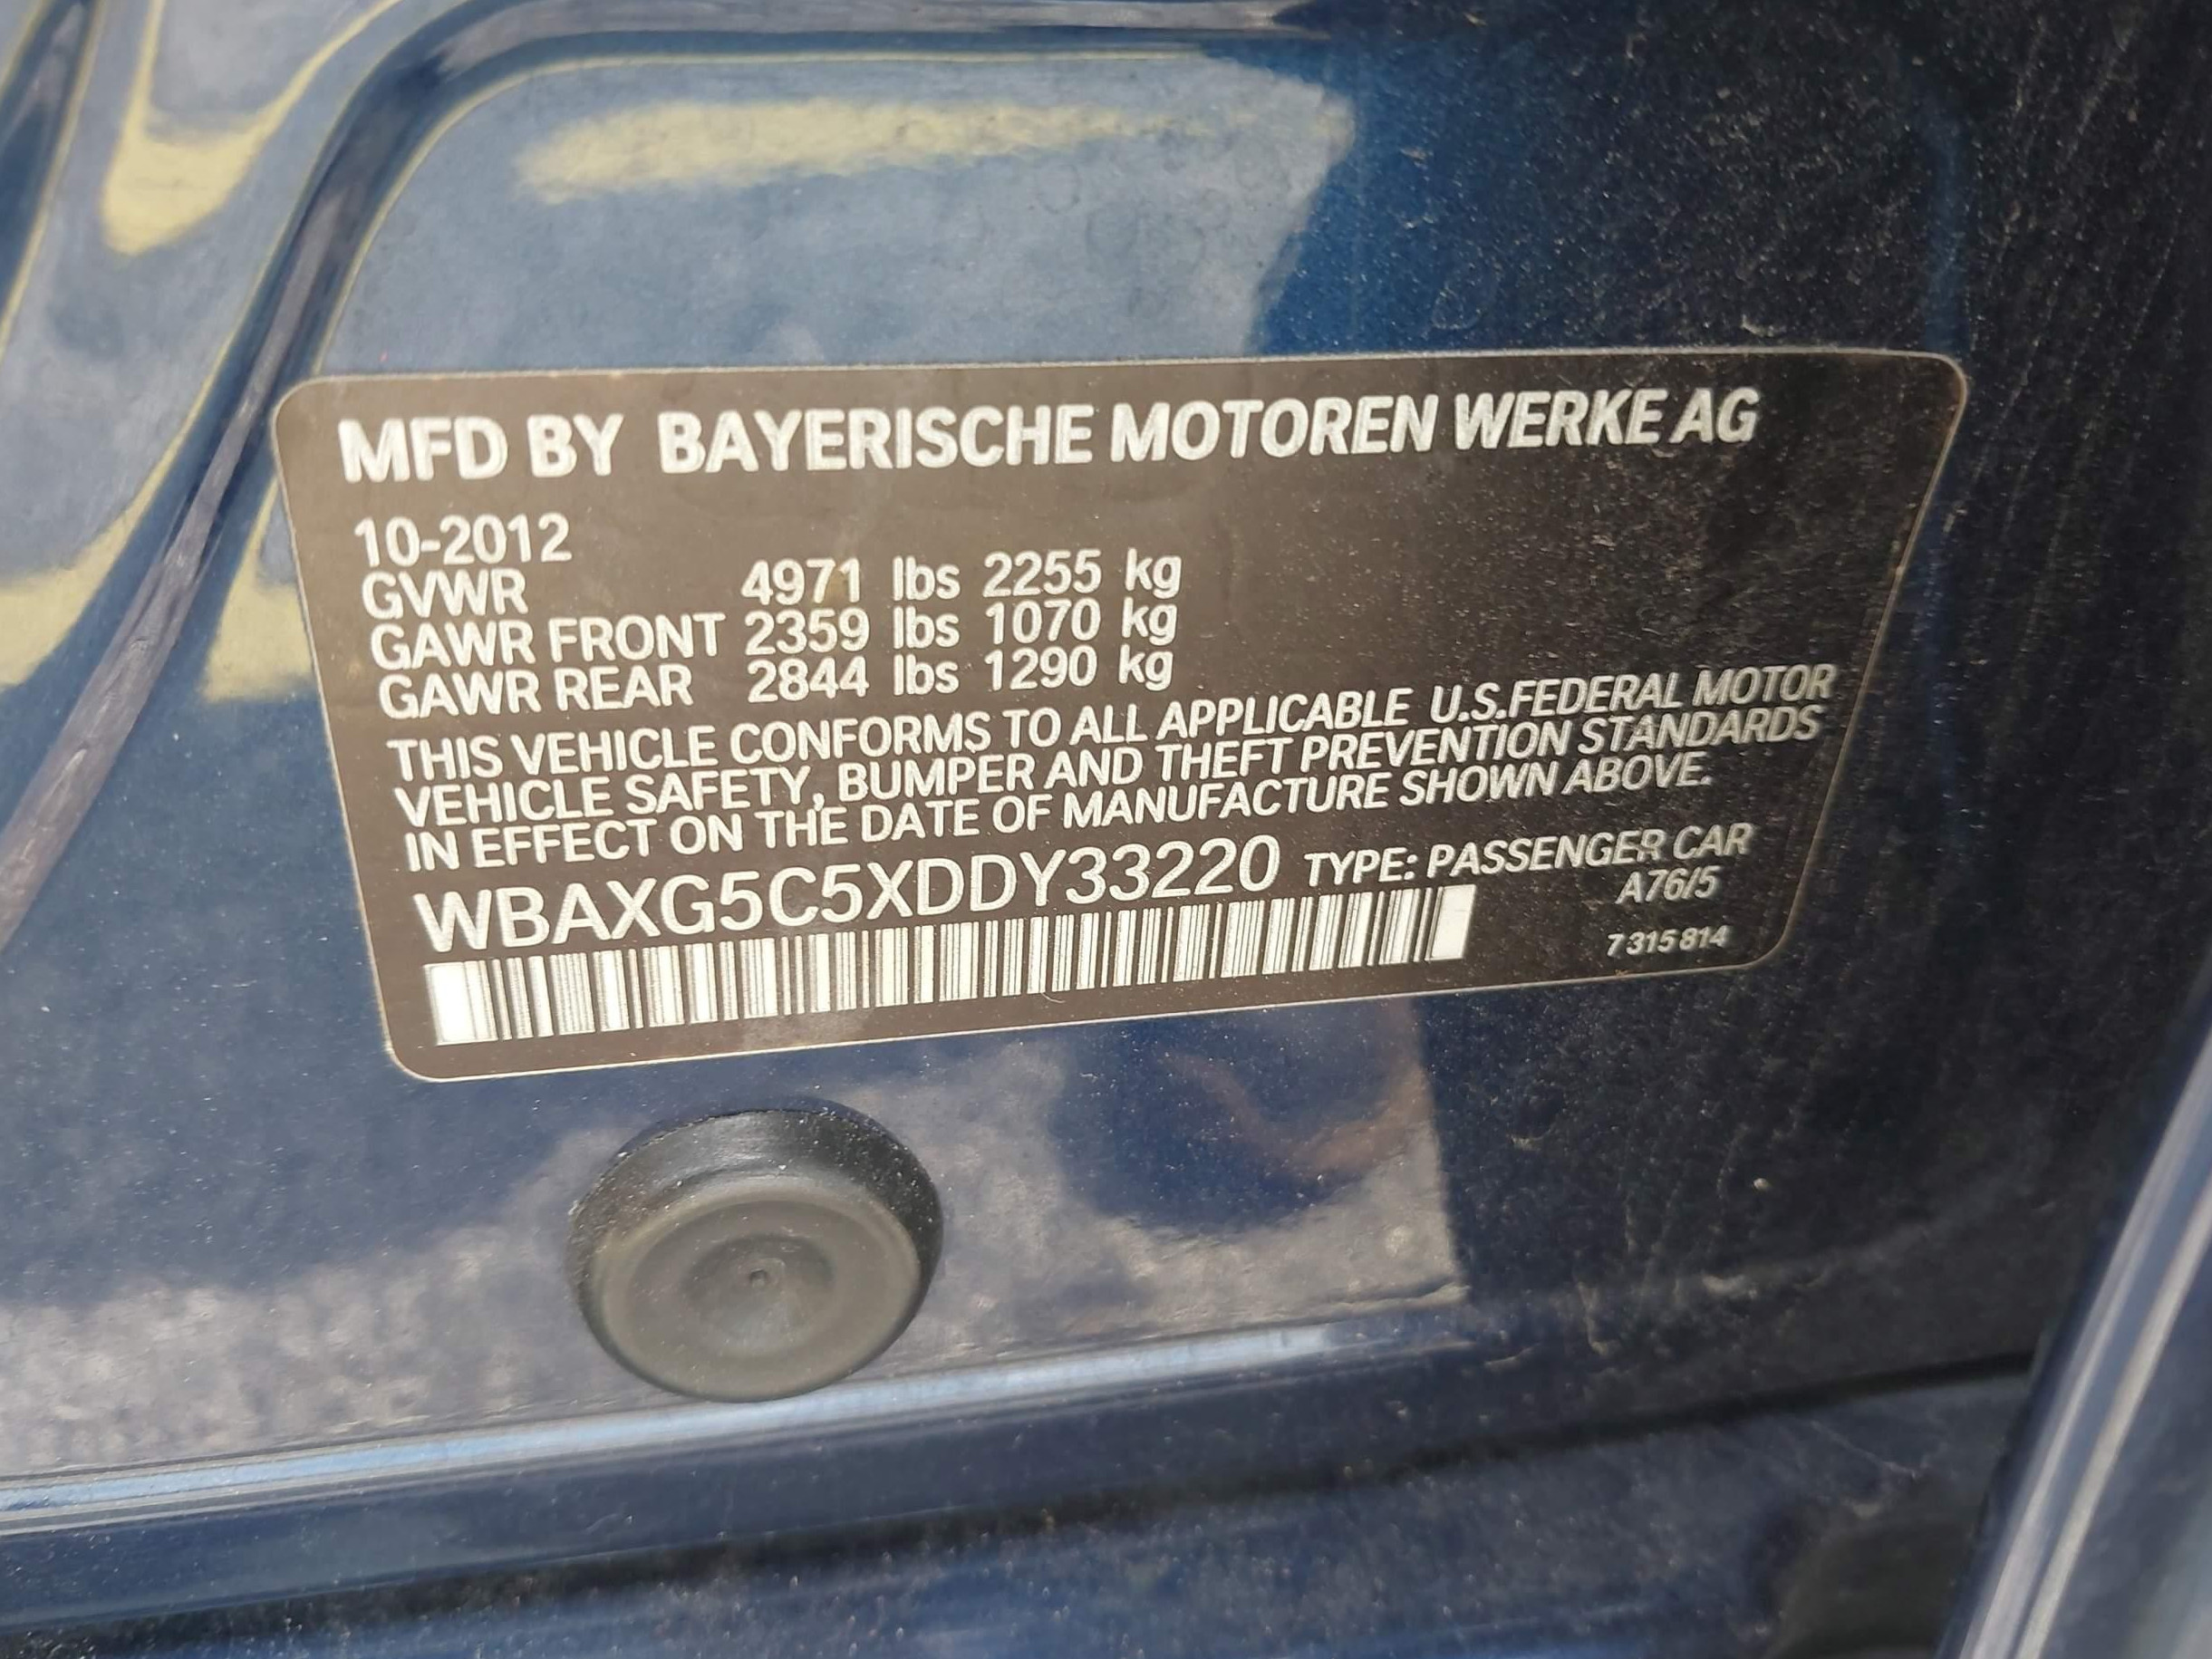 MFD BY BAYERISCHE MOTOREN WERKE AG
10-2012
GVWR 4971 lbs 2255 kg
GAWR FRONT 2359 lbs 1070 kg
GAWR REAR 2844 lbs 1290 kg
THIS VEHICLE CONFORMS TO ALL APPLICABLE U.S.FEDERAL MOTOR
VEHICLE SAFETY, BUMPER AND THEFT PREVENTION STANDARDS
IN EFFECT ON THE DATE OF MANUFACTURE SHOWN ABOVE.
WBAXG5C5XDDY33220 TYPE: PASSENGER CAR
A76/5
7 315 814